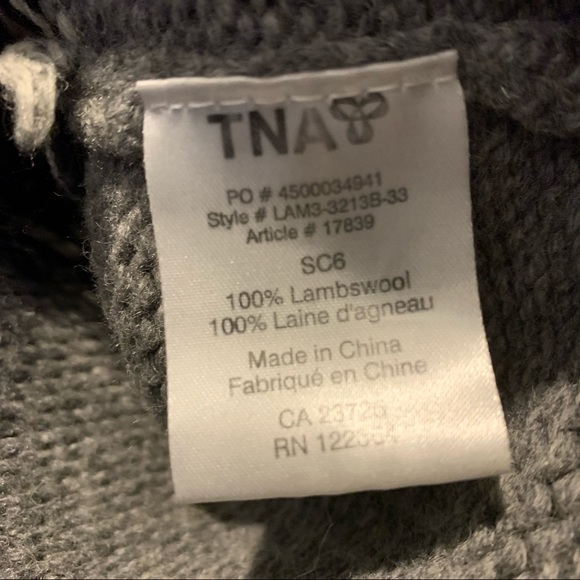 TNA
PO # 4500034941
Style # LAM3-3213B-33
Article # 17839
SC6
100% Lambswool
100% Laine d'agneau
Made in China
Fabriqué en Chine
CA 23726
RN